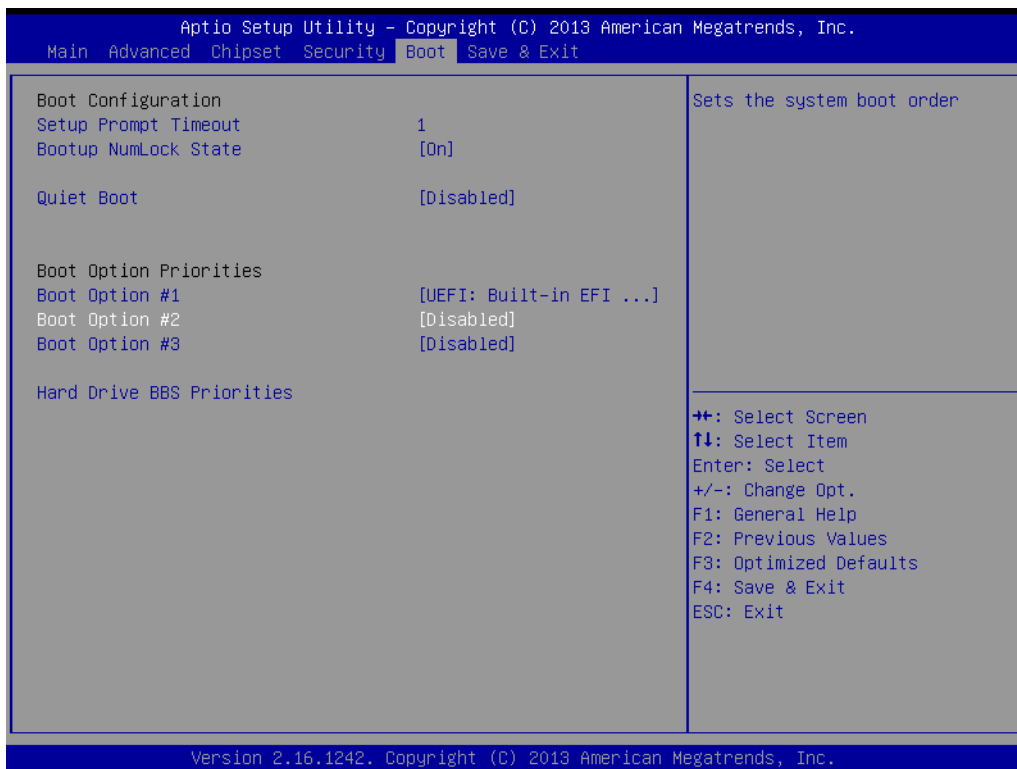 Aptio Setup Utility – Copyright (C) 2013 American Megatrends, Inc.
Main Advanced Chipset Security Boot Save & Exit
Boot Configuration
Setup Prompt Timeout 1
Bootup NumLock State [On]
Quiet Boot [Disabled]
Boot Option Priorities
Boot Option #1 [UEFI: Built-in EFI ...]
Boot Option #2 [Disabled]
Boot Option #3 [Disabled]
Hard Drive BBS Priorities
Sets the system boot order
→←: Select Screen
↑↓: Select Item
Enter: Select
+/-: Change Opt.
F1: General Help
F2: Previous Values
F3: Optimized Defaults
F4: Save & Exit
ESC: Exit
Version 2.16.1242. Copyright (C) 2013 American Megatrends, Inc.